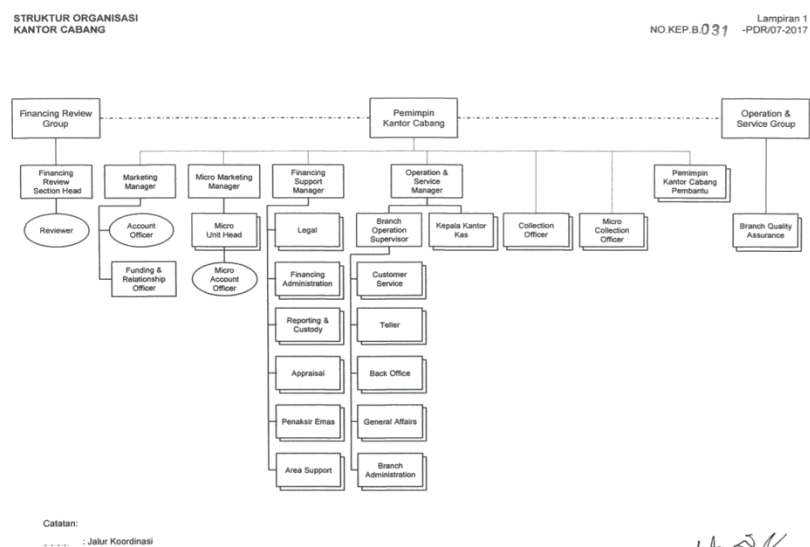 STRUKTUR ORGANISASI
KANTOR CABANG
Lampiran 1
NO.KEP.B.031 -PDR/07-2017
Financing Review
Group
Pemimpin
Kantor Cabang
Operation &
Service Group
Financing
Review
Section Head
Marketing
Manager
Micro Marketing
Manager
Financing
Support
Manager
Operation &
Service
Manager
Pemimpin
Kantor Cabang
Pembantu
Reviewer
Account
Officer
Micro
Unit Head
Legal
Branch
Operation
Supervisor
Kepala Kantor
Kas
Collection
Officer
Micro
Collection
Officer
Branch Quality
Assurance
Funding &
Relationship
Officer
Micro
Account
Officer
Financing
Administration
Customer
Service
Reporting &
Custody
Teller
Appraisal
Back Office
Penaksir Emas
General Affairs
Area Support
Branch
Administration
Catatan:
: Jalur Koordinasi